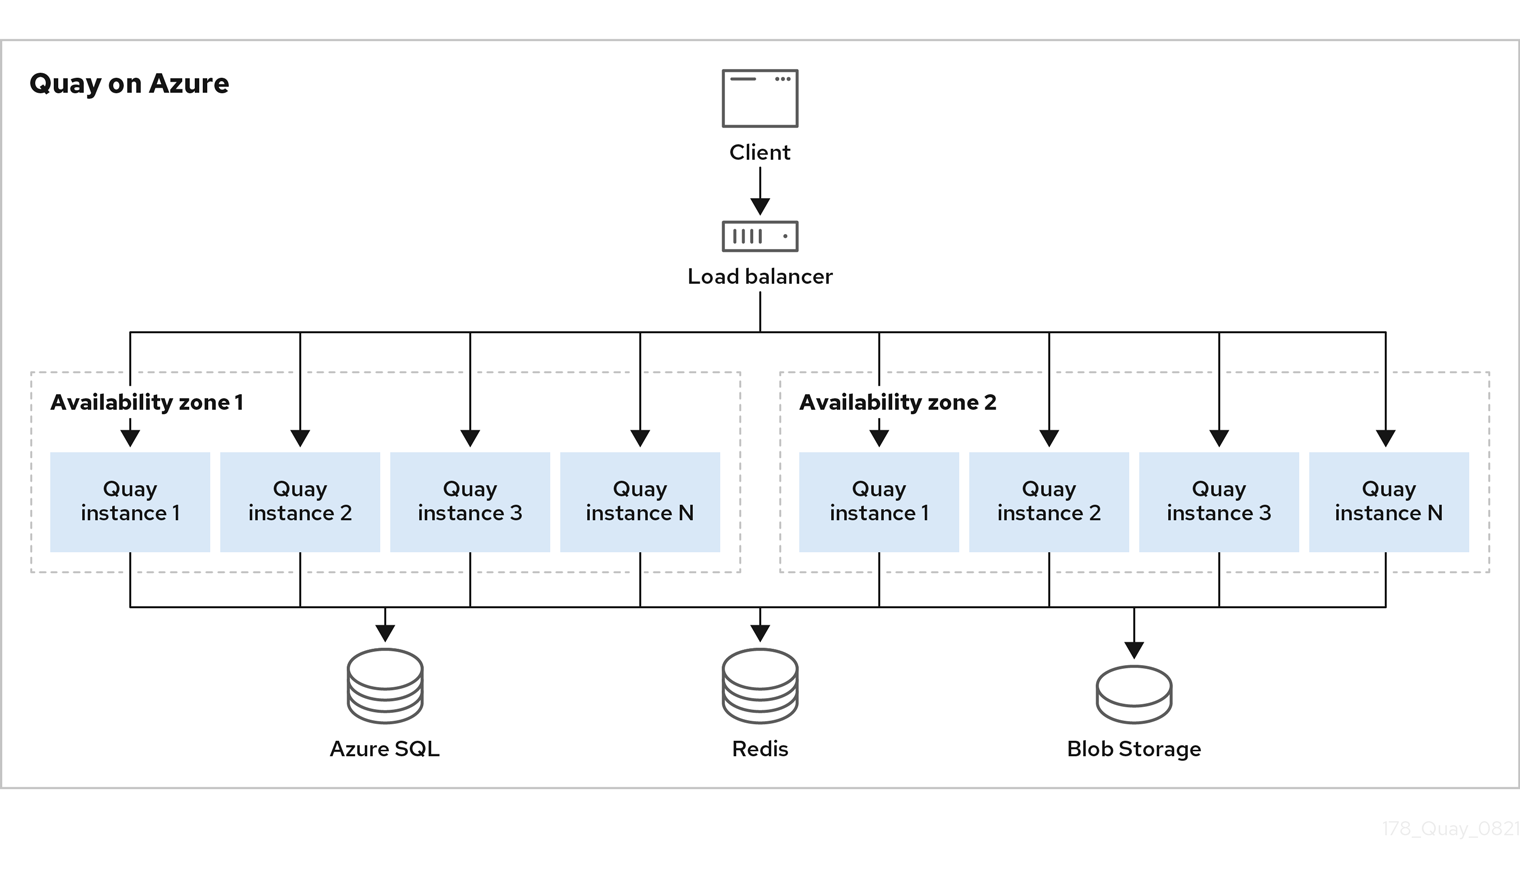 Quay on Azure
Client
Load balancer
Availability zone 1
Quay
instance 1
Quay
instance 2
Quay
instance 3
Quay
instance N
Availability zone 2
Quay
instance 1
Quay
instance 2
Quay
instance 3
Quay
instance N
Azure SQL
Redis
Blob Storage
178_Quay_0821